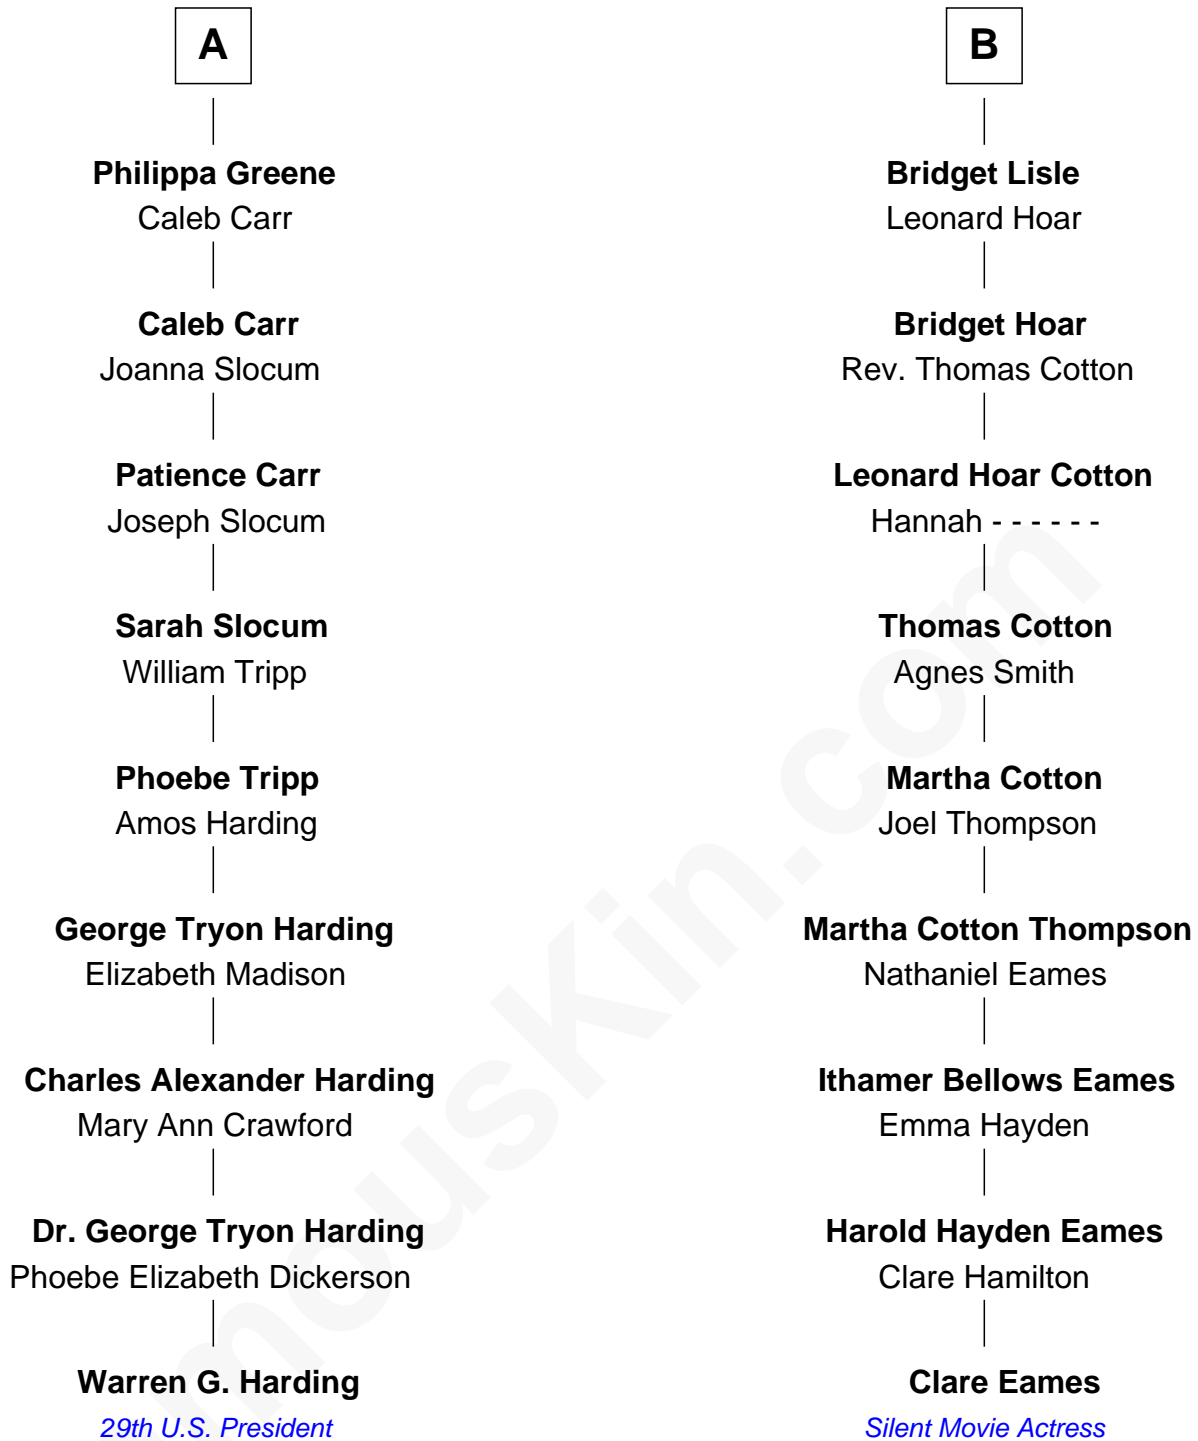 A
Philippa Greene
Caleb Carr
Caleb Carr
Joanna Slocum
Patience Carr
Joseph Slocum
Sarah Slocum
William Tripp
Phoebe Tripp
Amos Harding
George Tryon Harding
Elizabeth Madison
Charles Alexander Harding
Mary Ann Crawford
Dr. George Tryon Harding
Phoebe Elizabeth Dickerson
Warren G. Harding
29th U.S. President
B
Bridget Lisle
Leonard Hoar
Bridget Hoar
Rev. Thomas Cotton
Leonard Hoar Cotton
Hannah - - - - - -
Thomas Cotton
Agnes Smith
Martha Cotton
Joel Thompson
Martha Cotton Thompson
Nathaniel Eames
Ithamer Bellows Eames
Emma Hayden
Harold Hayden Eames
Clare Hamilton
Clare Eames
Silent Movie Actress
mousKin.com